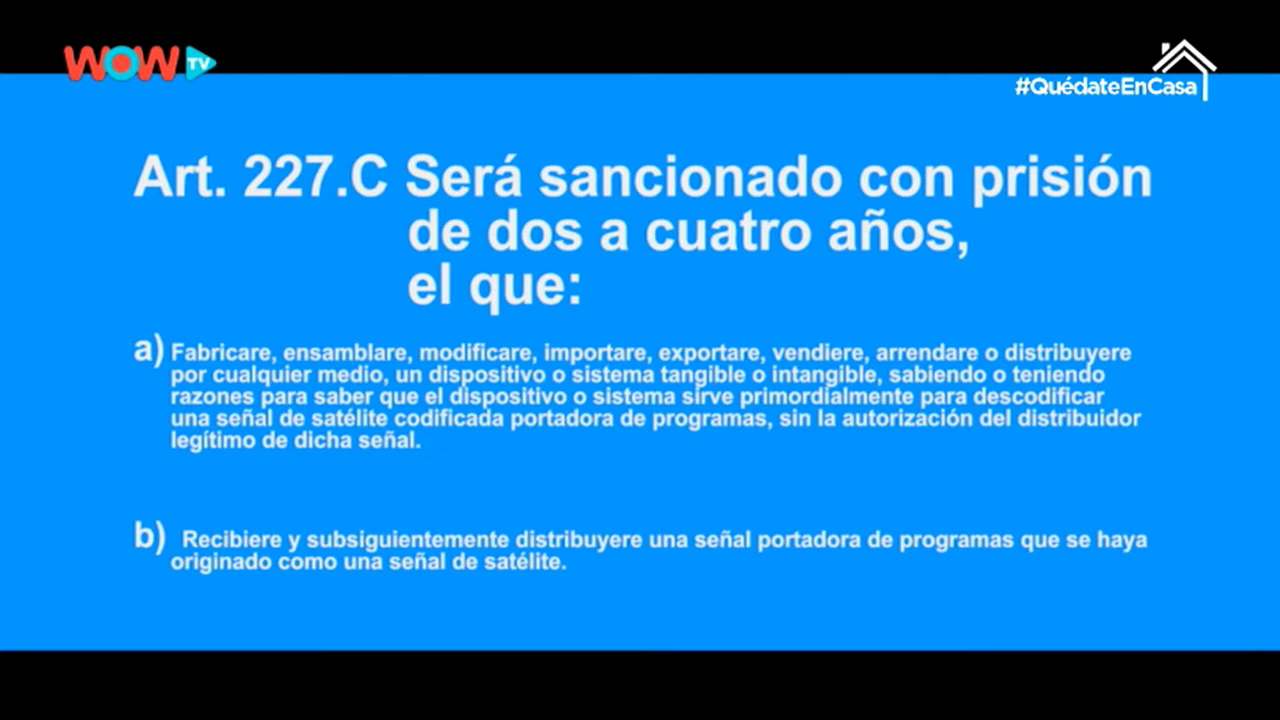 WOW TV
#QuédateEnCasa
Art. 227.C Será sancionado con prisión
de dos a cuatro años,
el que:
a) Fabricare, ensamblare, modificare, importare, exportare, vendiere, arrendare o distribuyere
por cualquier medio, un dispositivo o sistema tangible o intangible, sabiendo o teniendo
razones para saber que el dispositivo o sistema sirve primordialmente para descodificar
una señal de satélite codificada portadora de programas, sin la autorización del distribuidor
legítimo de dicha señal.
b) Recibiere y subsiguientemente distribuyere una señal portadora de programas que se haya
originado como una señal de satélite.